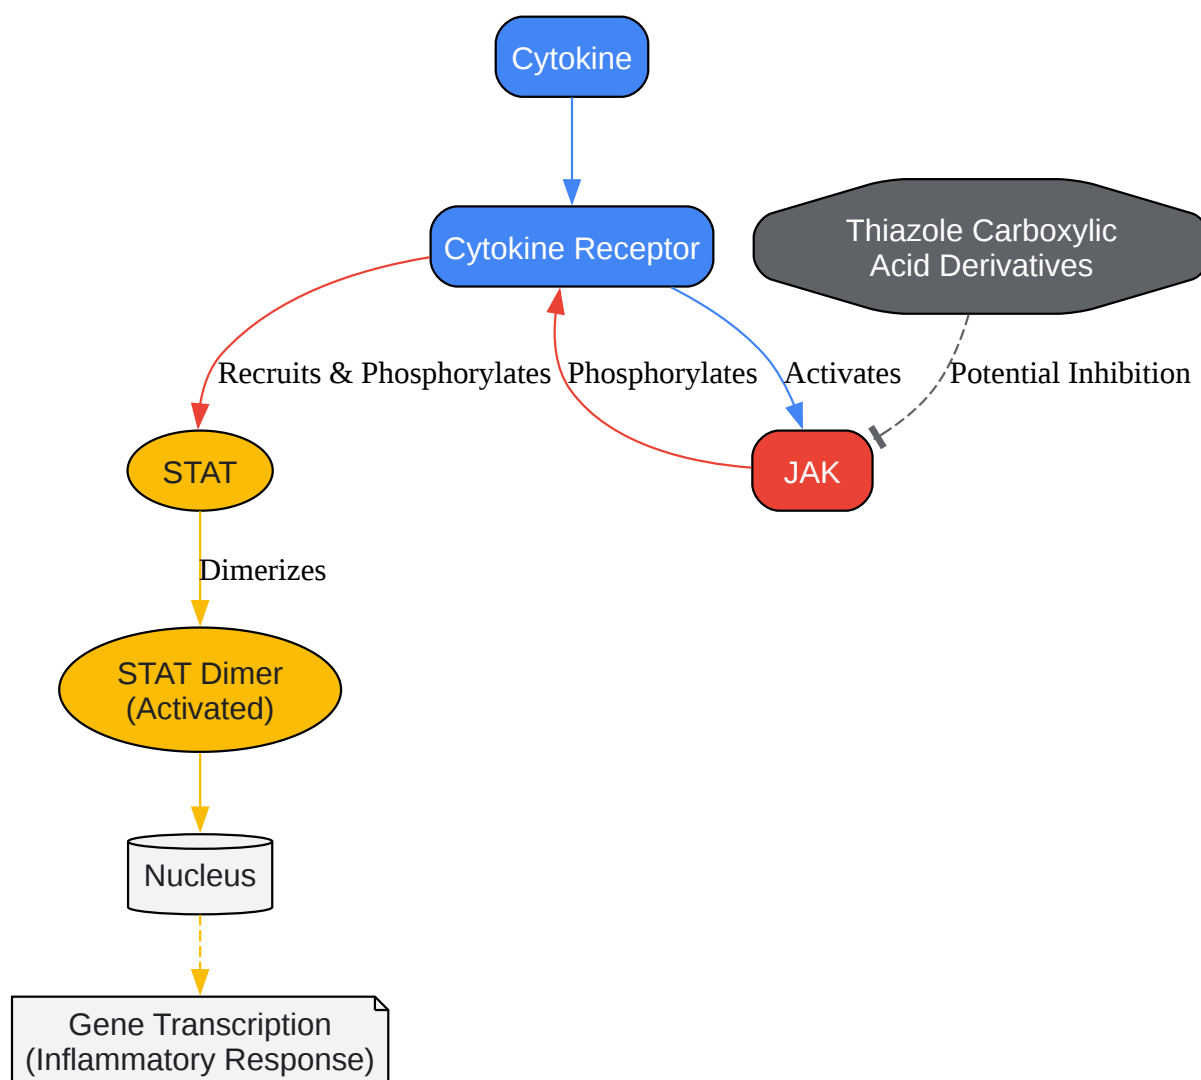 Cytokine
Cytokine Receptor
Thiazole Carboxylic
Acid Derivatives
Recruits & Phosphorylates
Phosphorylates
Activates
Potential Inhibition
STAT
JAK
Dimerizes
STAT Dimer
(Activated)
Nucleus
Gene Transcription
(Inflammatory Response)